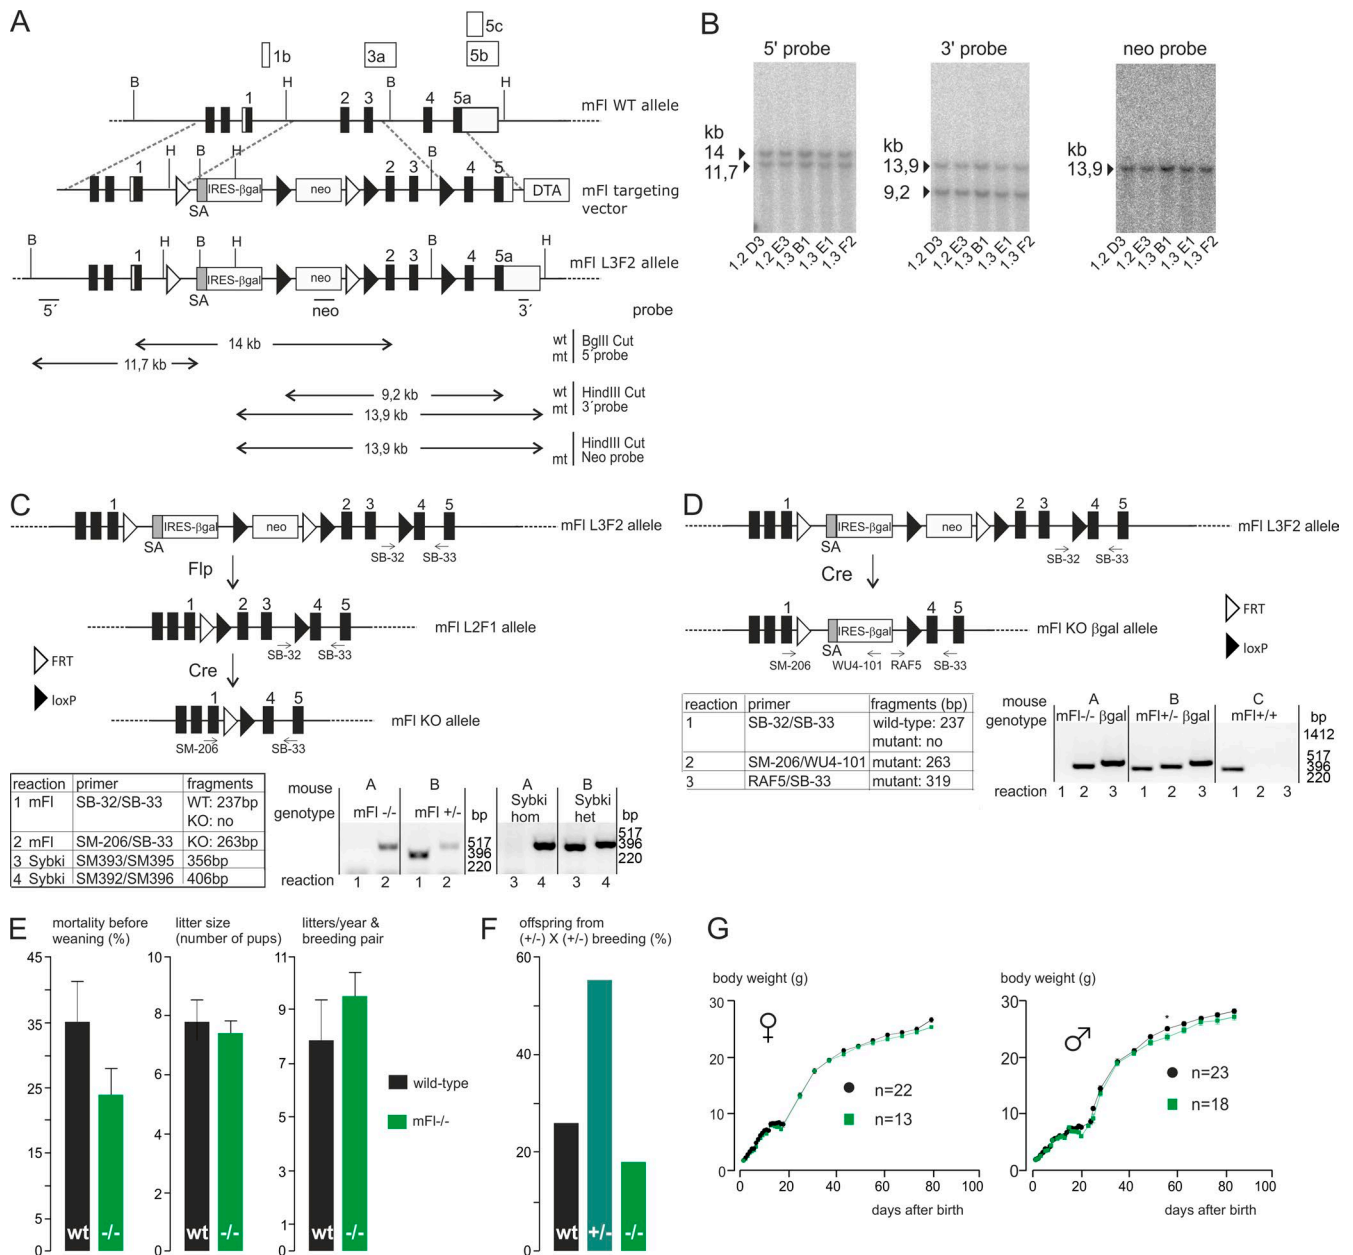 A
5c
1b
3a
5b
B
H
B
H
1
2
3
4
5a
mFl WT allele
1
H
B
H
2
3
B
4
5
IRES-βgal
neo
DTA
SA
mFl targeting
vector
B
H
B
H
B
H
1
2
3
4
5a
IRES-βgal
neo
mFl L3F2 allele
SA
5´
neo
3´
probe
14 kb
wt
BglII Cut
11,7 kb
mt
5´probe
9,2 kb
wt
HindIII Cut
13,9 kb
mt
3´probe
13,9 kb
mt
HindIII Cut
Neo probe
B
5' probe
3' probe
neo probe
kb
14
11,7
kb
13,9
9,2
kb
13,9
1.2 D3
1.2 E3
1.3 B1
1.3 E1
1.3 F2
1.2 D3
1.2 E3
1.3 B1
1.3 E1
1.3 F2
1.2 D3
1.2 E3
1.3 B1
1.3 E1
1.3 F2
C
1
2
3
4
5
IRES-βgal
neo
mFl L3F2 allele
SA
SB-32
SB-33
Flp
1
2
3
4
5
mFl L2F1 allele
SB-32
SB-33
FRT
Cre
loxP
1
4
5
mFl KO allele
SM-206
SB-33
reaction primer fragments
1 mFl SB-32/SB-33 WT: 237bp
KO: no
2 mFl SM-206/SB-33 KO: 263bp
3 Sybki SM393/SM395 356bp
4 Sybki SM392/SM396 406bp
mouse A B
genotype mFl -/- mFl +/- bp
517
396
220
reaction 1 2 1 2
A B
Sybki hom
Sybki het
bp
517
396
220
3 4 3 4
D
1
2
3
4
5
IRES-βgal
neo
mFl L3F2 allele
SA
SB-32
SB-33
Cre
1
4
5
IRES-βgal
mFl KO βgal allele
SA
SM-206
WU4-101
RAF5
SB-33
FRT
loxP
reaction primer fragments (bp)
1 SB-32/SB-33 wild-type: 237
mutant: no
2 SM-206/WU4-101 mutant: 263
3 RAF5/SB-33 mutant: 319
mouse A B C
genotype mFl-/- βgal mFl+/- βgal mFl+/+
bp
1412
517
396
220
reaction 1 2 3 1 2 3 1 2 3
E
mortality before
weaning (%)
45
35
25
15
5
0
wt
-/-
litter size
(number of pups)
10
8
6
4
2
0
wt
-/-
litters/year &
breeding pair
11
9
7
5
3
1
0
wt
-/-
wild-type
mFl-/-
F
offspring from
(+/-) X (+/-) breeding (%)
60
40
20
0
wt
+/-
-/-
G
body weight (g)
30
20
10
0
♀
n=22
n=13
0 20 40 60 80 100
days after birth
body weight (g)
30
20
10
0
♂
*
n=23
n=18
0 20 40 60 80 100
days after birth